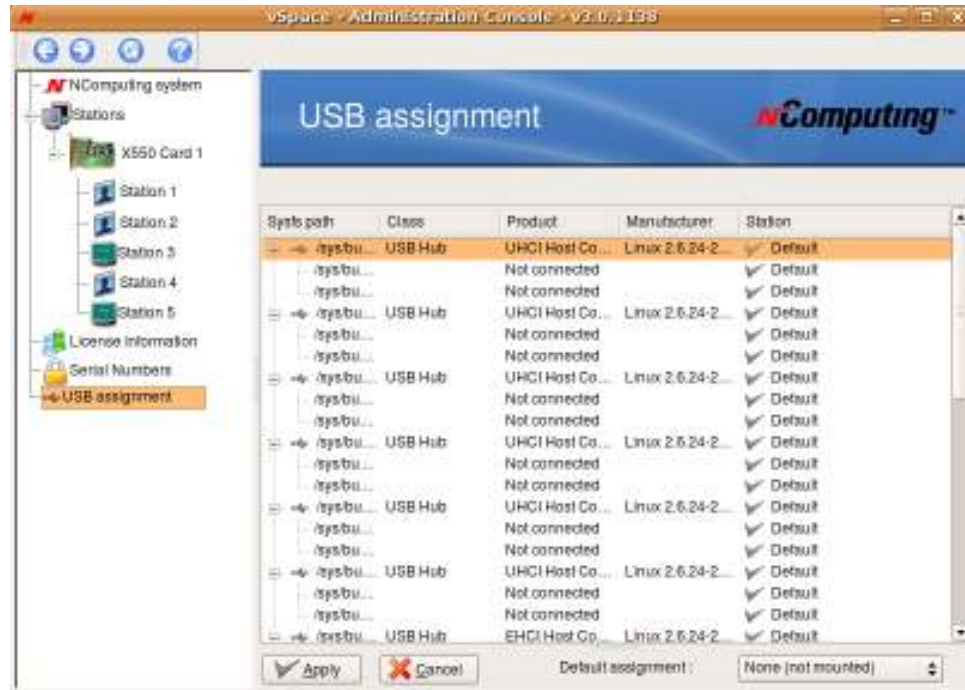 vSpace - Administration Console - v3.0.1138
NComputing system
Stations
X550 Card 1
Station 1
Station 2
Station 3
Station 4
Station 5
License Information
Serial Numbers
USB assignment
USB assignment
NComputing™
Sysfs path Class Product Manufacturer Station
/sys/bu... USB Hub UHCI Host Co... Linux 2.6.24-2... Default
/sys/bu... Not connected Default
/sys/bu... Not connected Default
/sys/bu... USB Hub UHCI Host Co... Linux 2.6.24-2... Default
/sys/bu... Not connected Default
/sys/bu... Not connected Default
/sys/bu... USB Hub UHCI Host Co... Linux 2.6.24-2... Default
/sys/bu... Not connected Default
/sys/bu... Not connected Default
/sys/bu... USB Hub UHCI Host Co... Linux 2.6.24-2... Default
/sys/bu... Not connected Default
/sys/bu... Not connected Default
/sys/bu... USB Hub UHCI Host Co... Linux 2.6.24-2... Default
/sys/bu... Not connected Default
/sys/bu... Not connected Default
/sys/bu... USB Hub UHCI Host Co... Linux 2.6.24-2... Default
/sys/bu... Not connected Default
/sys/bu... Not connected Default
/sys/bu... USB Hub EHCI Host Co... Linux 2.6.24-2... Default
Apply Cancel Default assignment : None (not mounted)